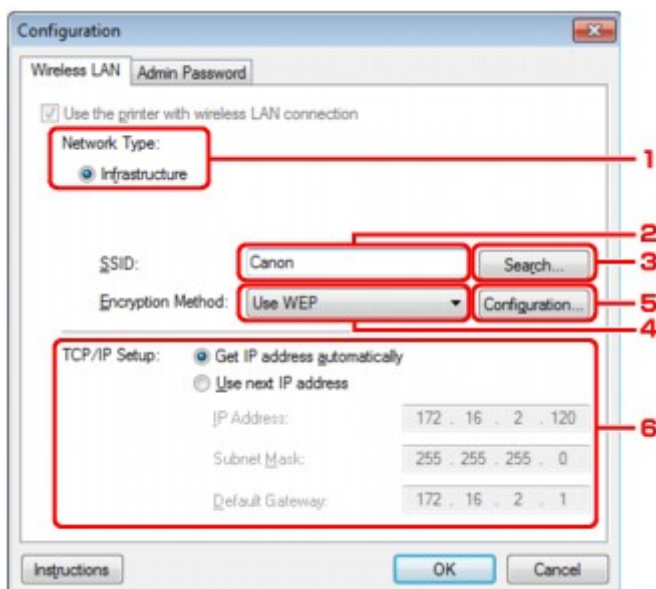 Configuration
Wireless LAN Admin Password
Use the printer with wireless LAN connection
Network Type:
1
Infrastructure
2
SSID: Canon Search... 3
Encryption Method: Use WEP Configuration... 5
4
TCP/IP Setup: Get IP address automatically
Use next IP address
IP Address: 172 . 16 . 2 . 120
6
Subnet Mask: 255 . 255 . 255 . 0
Default Gateway: 172 . 16 . 2 . 1
Instructions OK Cancel